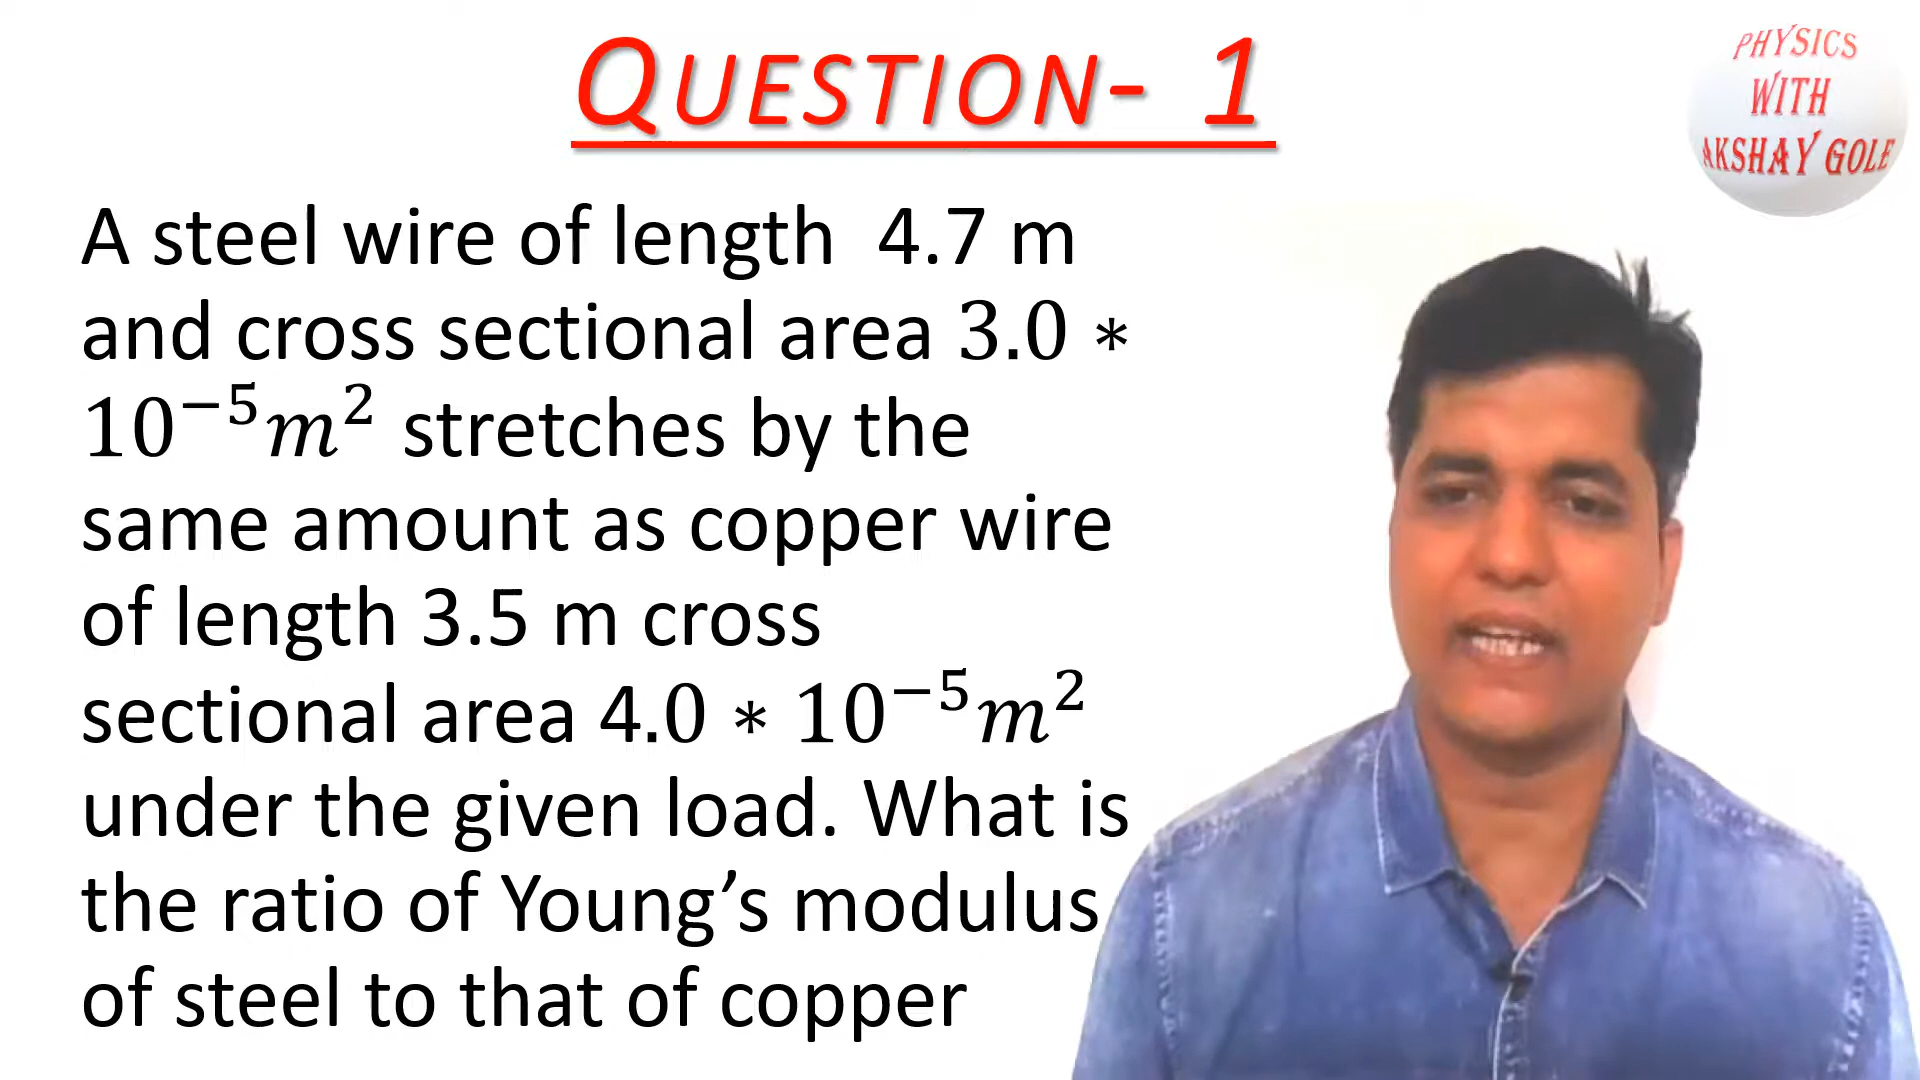 QUESTION- 1
PHYSICS
WITH
AKSHAY GOLE
A steel wire of length 4.7 m
and cross sectional area 3.0 ∗
10⁻⁵m² stretches by the
same amount as copper wire
of length 3.5 m cross
sectional area 4.0 ∗ 10⁻⁵m²
under the given load. What is
the ratio of Young’s modulus
of steel to that of copper